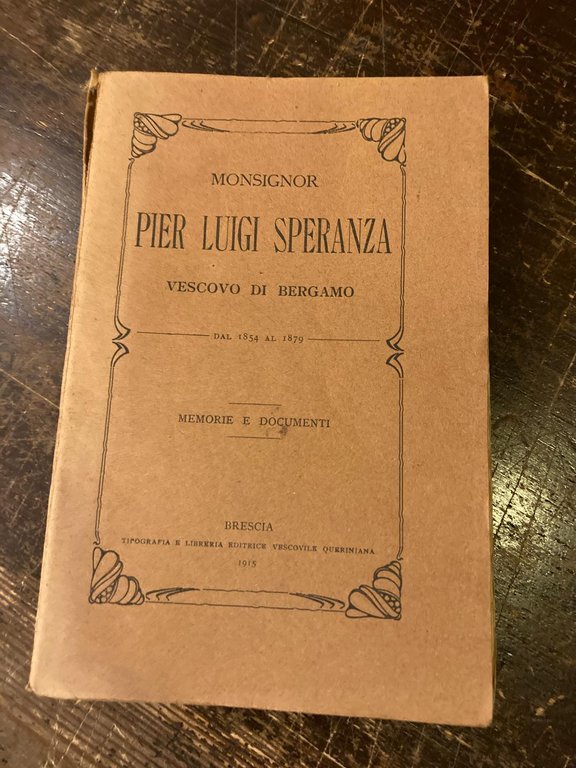 MONSIGNOR
PIER LUIGI SPERANZA
VESCOVO DI BERGAMO
DAL 1854 AL 1879
MEMORIE E DOCUMENTI
BRESCIA
TIPOGRAFIA E LIBRERIA EDITRICE VESCOVILE QUERINIANA
1915